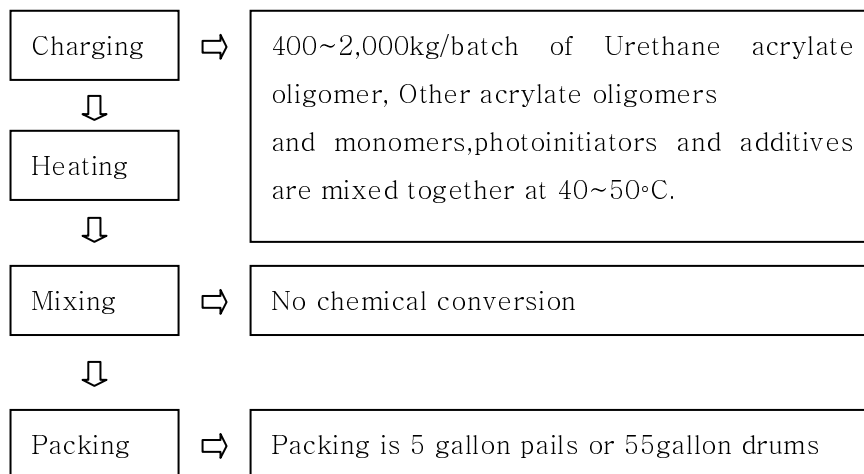 Charging
400~2,000kg/batch of Urethane acrylate
oligomer, Other acrylate oligomers
and monomers,photoinitiators and additives
are mixed together at 40~50°C.
Heating
Mixing
No chemical conversion
Packing
Packing is 5 gallon pails or 55gallon drums